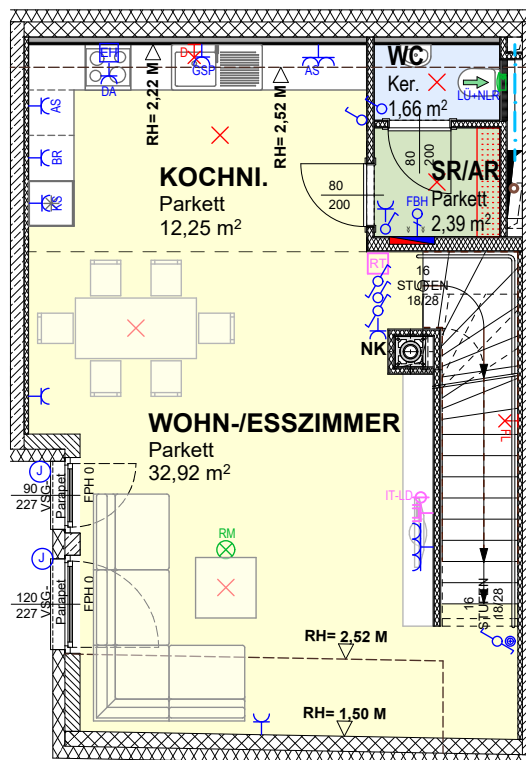 EH
DA
D
GSP
AS
RH= 2,22 M
RH= 2,52 M
WC
Ker.
1,66 m²
LÜ+NLR
AS
BR
KS
KOCHNI.
Parkett
12,25 m²
80
200
80
200
SR/AR
Parkett
2,39 m²
FBH
RT
16
STUFEN
18/28
NK
WOHN-/ESSZIMMER
Parkett
32,92 m²
FL
IT-LD
J
90
227
VSG-
Parapet
FPH 0
RM
J
120
227
VSG-
Parapet
FPH 0
16
STUFEN
18/28
RH= 2,52 M
RH= 1,50 M